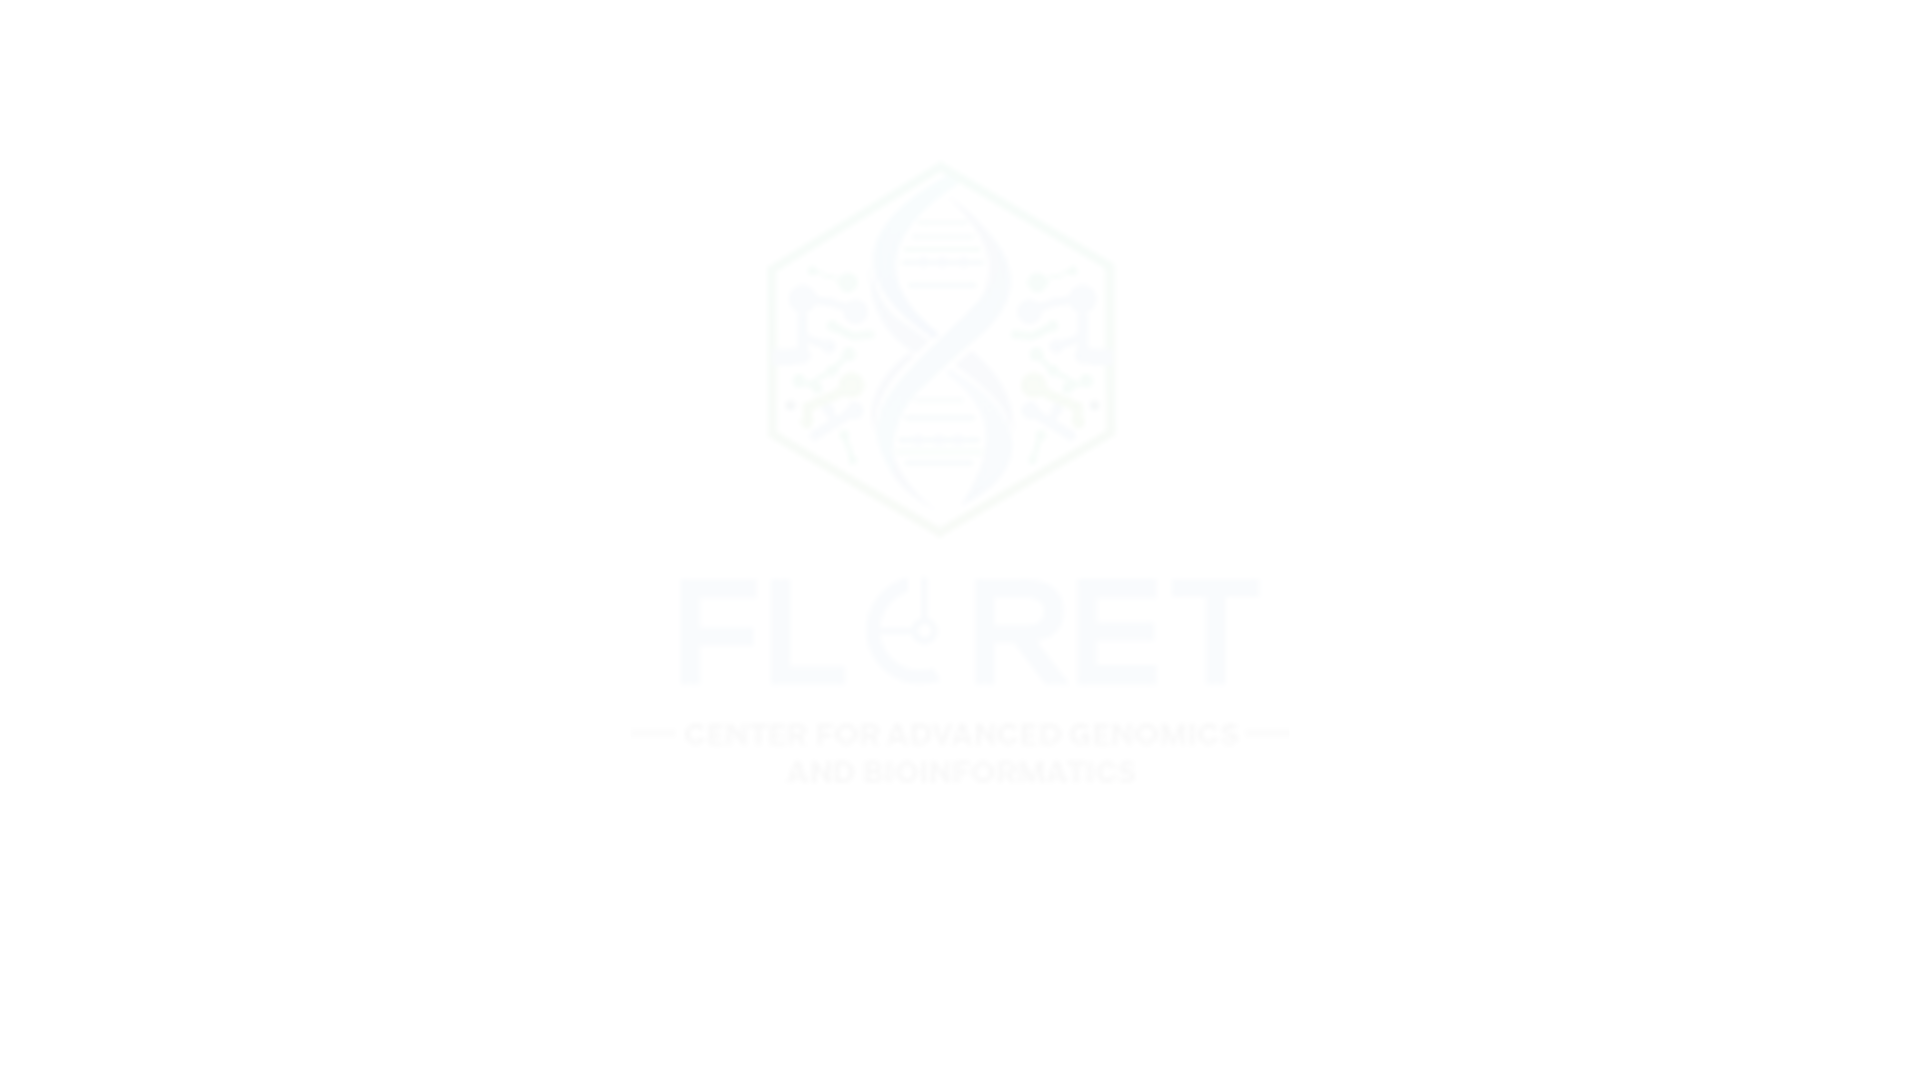 FLORET
CENTER FOR ADVANCED GENOMICS
AND BIOINFORMATICS